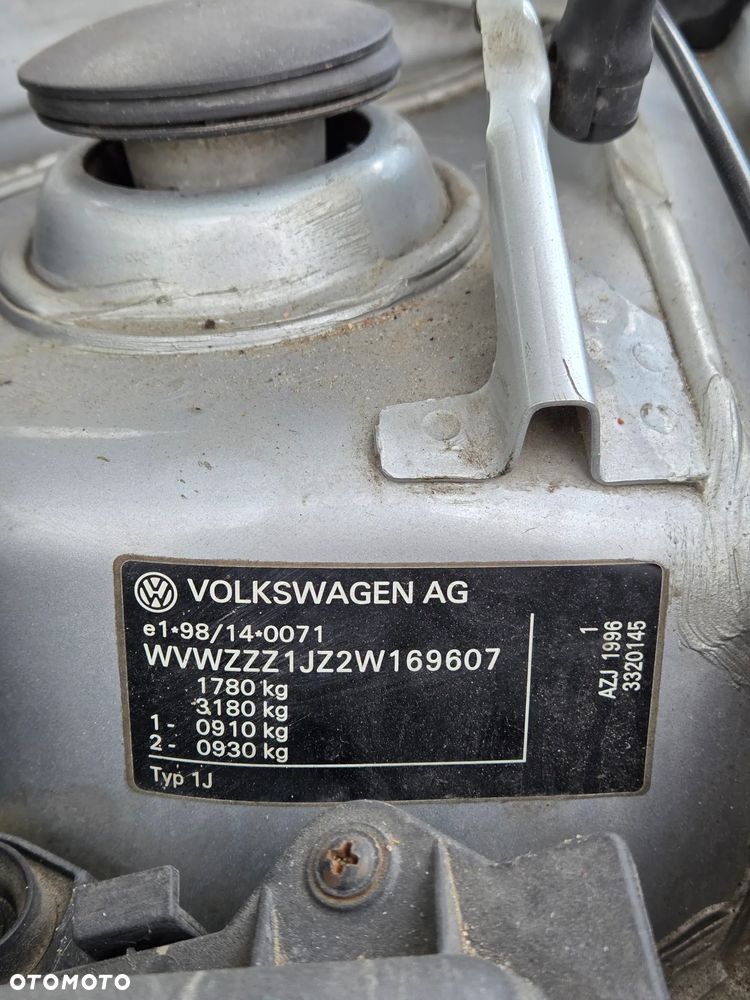 VOLKSWAGEN AG
e1*98/14*0071
WVWZZZ1JZ2W169607
1780 kg
3180 kg
1 - 0910 kg
2 - 0930 kg
Typ 1J
1
AZJ 1996
3320145
OTOMOTO